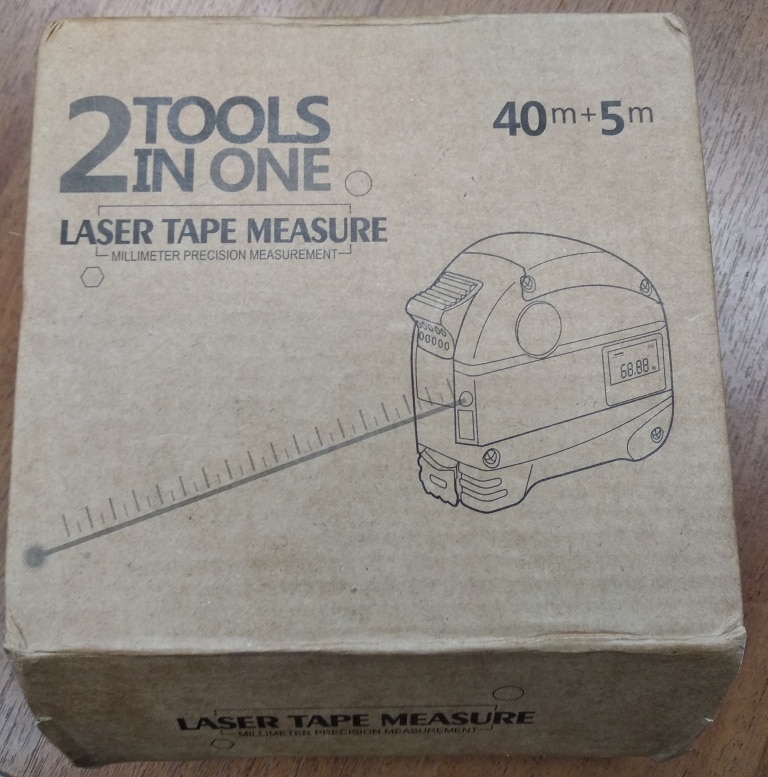 2 TOOLS
IN ONE
40m+5m
LASER TAPE MEASURE
MILLIMETER PRECISION MEASUREMENT
68.88
LASER TAPE MEASURE
MILLIMETER PRECISION MEASUREMENT